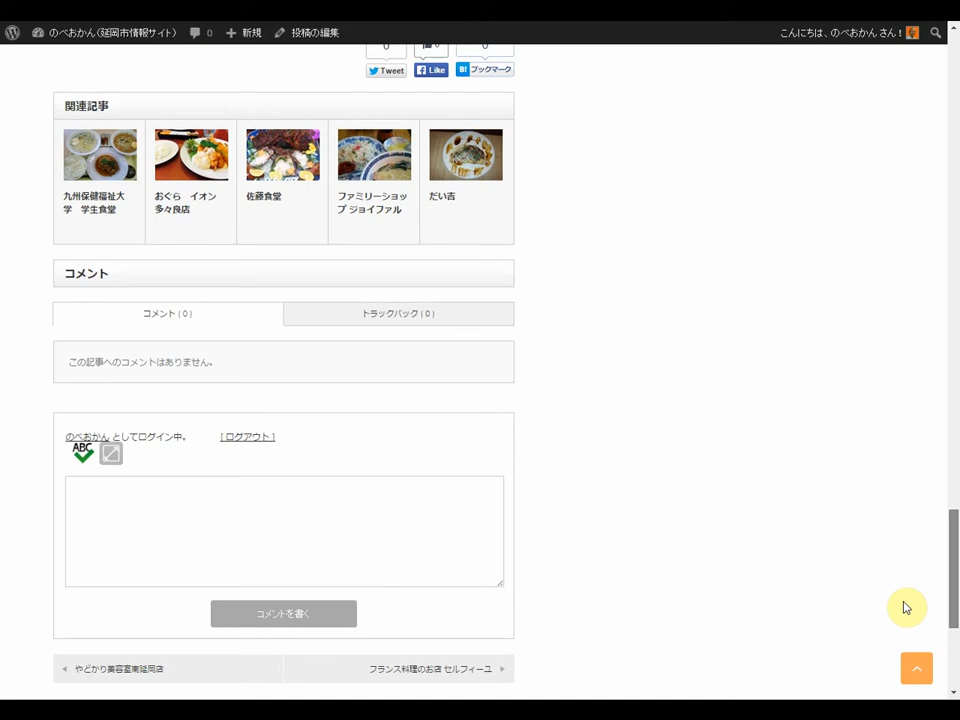 のべおかん(延岡市情報サイト) 0 新規 投稿の編集 こんにちは、のべおかん さん!
0 0 0
Tweet Like B! ブックマーク
関連記事
九州保健福祉大
学 学生食堂
おぐら イオン
多々良店
佐藤食堂
ファミリーショッ
プ ジョイフル
だい吉
コメント
コメント ( 0 ) トラックバック ( 0 )
この記事へのコメントはありません。
のべおかん としてログイン中。 [ ログアウト ]
ABC
コメントを書く
やどかり美容室南延岡店 フランス料理のお店 セルフィーユ